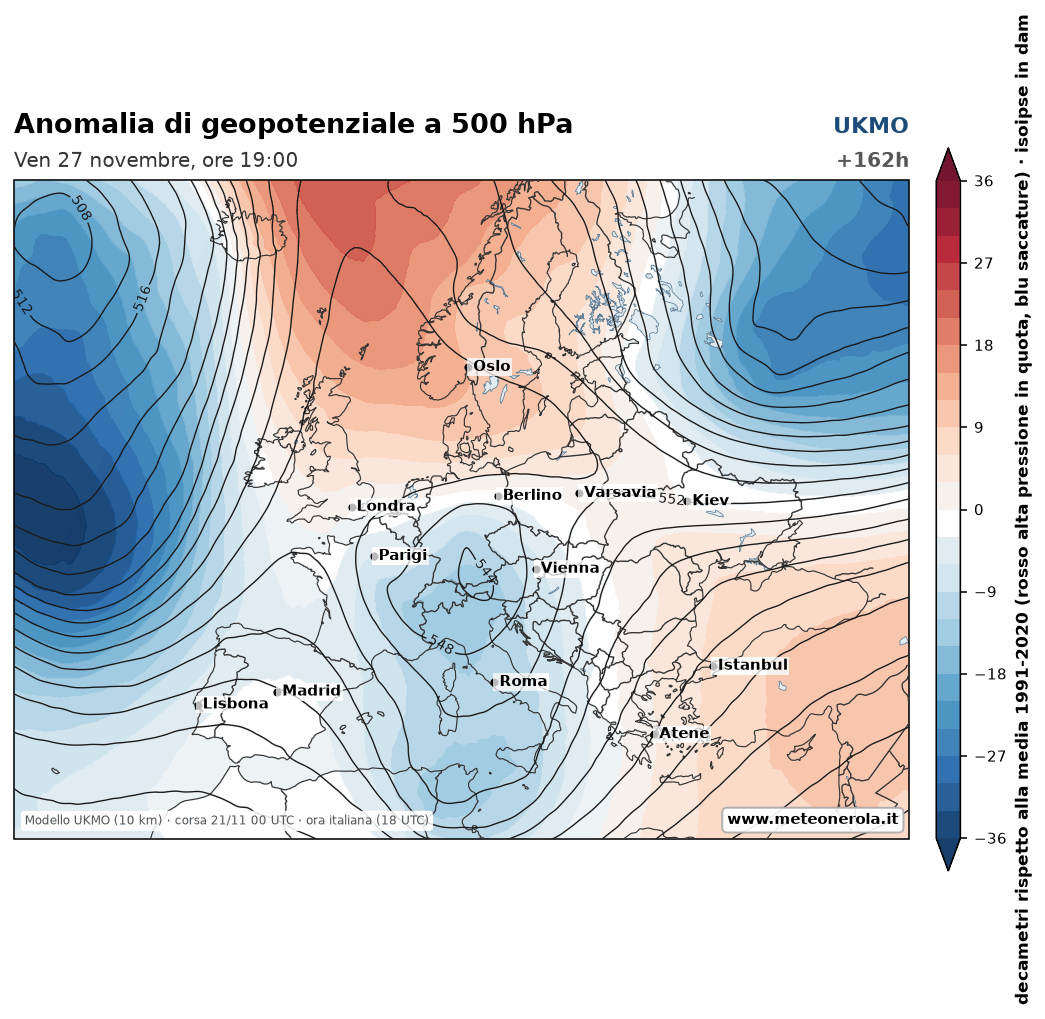 Anomalia di geopotenziale a 500 hPa
UKMO
Ven 27 novembre, ore 19:00
+162h
508
512
516
Oslo
Londra
Berlino
Varsavia
552
Kiev
Parigi
544
Vienna
548
Roma
Madrid
Lisbona
Istanbul
Atene
Modello UKMO (10 km) · corsa 21/11 00 UTC · ora italiana (18 UTC)
www.meteonerola.it
36
27
18
9
0
−9
−18
−27
−36
decametri rispetto alla media 1991-2020 (rosso alta pressione in quota, blu saccature) · isoipse in dam